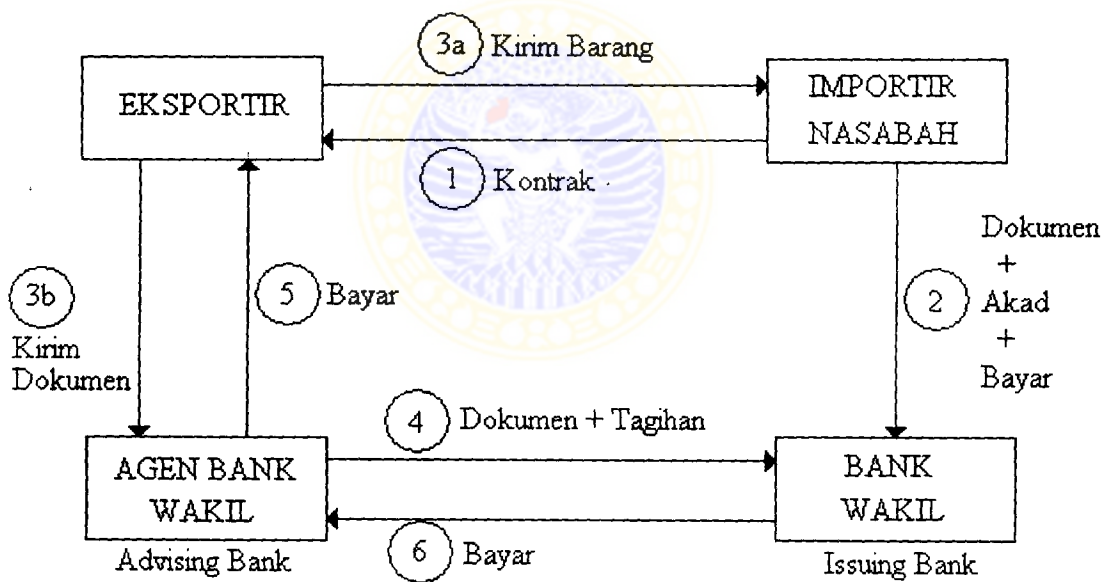 3a Kirim Barang
EKSPORTIR
IMPORTIR
NASABAH
1 Kontrak
Dokumen
+
2 Akad
+
Bayar
3b
Kirim
Dokumen
5 Bayar
4 Dokumen + Tagihan
AGEN BANK
WAKIL
Advising Bank
BANK
WAKIL
Issuing Bank
6 Bayar